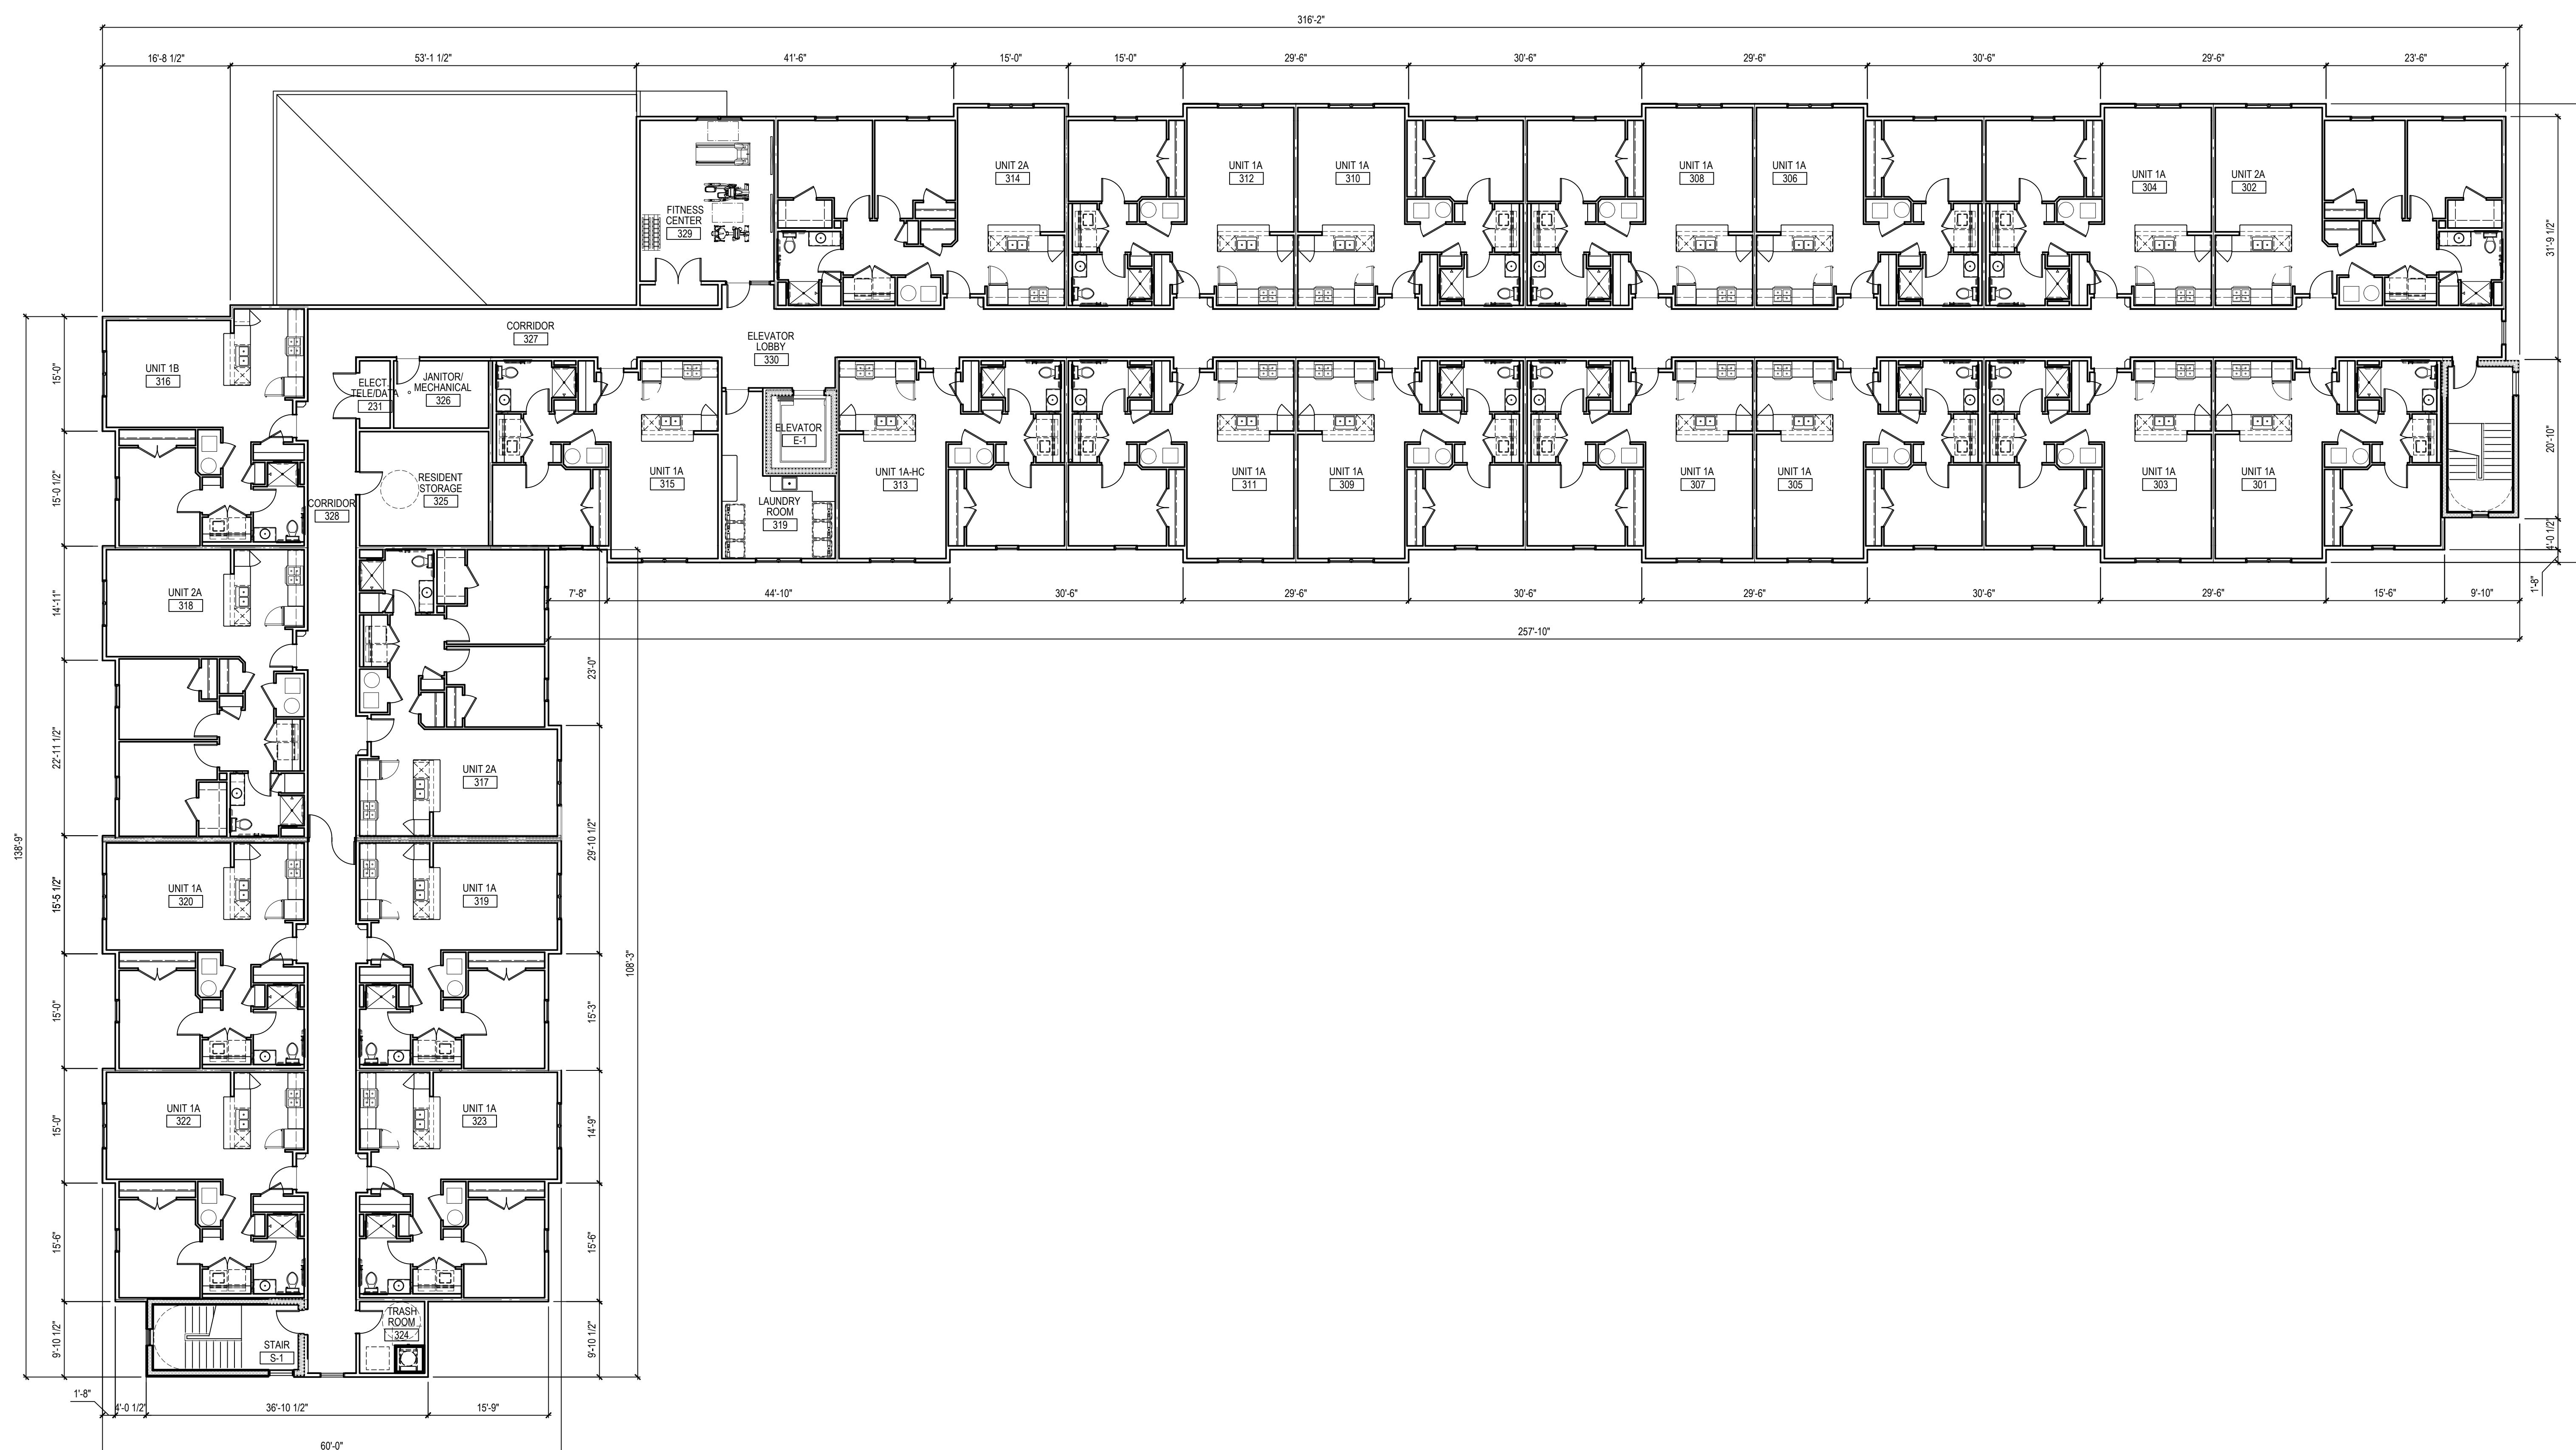 316'-2"
16'-8 1/2"
53'-1 1/2"
41'-6"
15'-0"
15'-0"
29'-6"
30'-6"
29'-6"
30'-6"
29'-6"
23'-6"
UNIT 2A
314
UNIT 1A
312
UNIT 1A
310
UNIT 1A
308
UNIT 1A
306
UNIT 1A
304
UNIT 2A
302
FITNESS
CENTER
329
31'-9 1/2"
CORRIDOR
327
ELEVATOR
LOBBY
330
15'-0"
UNIT 1B
316
ELECT.
TELE/DATA
231
JANITOR/
MECHANICAL
326
ELEVATOR
E-1
20'-10"
15'-0 1/2"
CORRIDOR
328
RESIDENT
STORAGE
325
UNIT 1A
315
LAUNDRY
ROOM
319
UNIT 1A-HC
313
UNIT 1A
311
UNIT 1A
309
UNIT 1A
307
UNIT 1A
305
UNIT 1A
303
UNIT 1A
301
4'-0 1/2"
1'-8"
14'-11"
UNIT 2A
318
7'-8"
44'-10"
30'-6"
29'-6"
30'-6"
29'-6"
30'-6"
29'-6"
15'-6"
9'-10"
257'-10"
23'-0"
22'-11 1/2"
UNIT 2A
317
138'-9"
29'-10 1/2"
15'-5 1/2"
UNIT 1A
320
UNIT 1A
319
108'-3"
15'-0"
15'-3"
15'-0"
UNIT 1A
322
UNIT 1A
323
14'-9"
15'-6"
15'-6"
9'-10 1/2"
STAIR
S-1
TRASH
ROOM
324
9'-10 1/2"
1'-8"
4'-0 1/2"
36'-10 1/2"
15'-9"
60'-0"